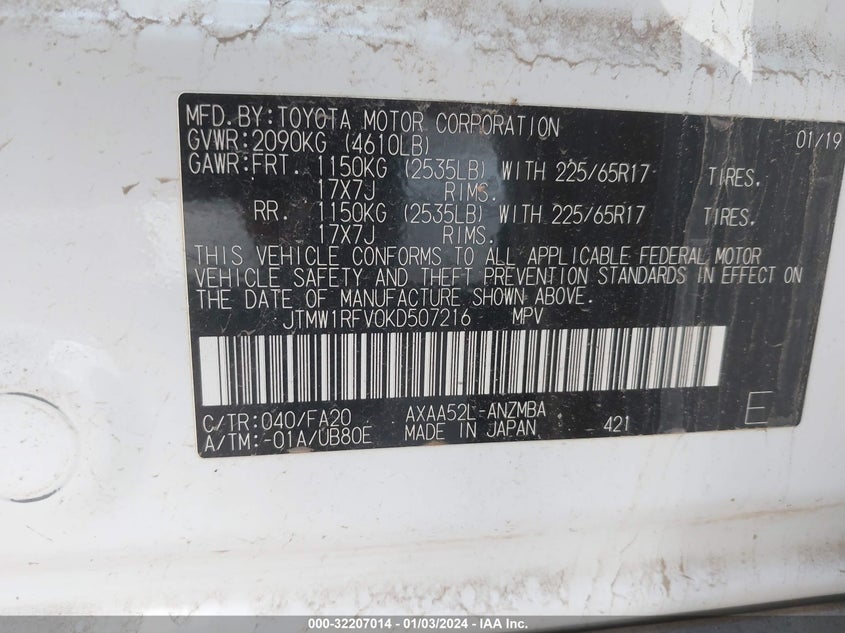 MFD. BY: TOYOTA MOTOR CORPORATION 01/19
GVWR: 2090KG (4610LB)
GAWR: FRT. 1150KG (2535LB) WITH 225/65R17 TIRES.
17X7J RIMS.
RR. 1150KG (2535LB) WITH 225/65R17 TIRES.
17X7J RIMS.
THIS VEHICLE CONFORMS TO ALL APPLICABLE FEDERAL MOTOR
VEHICLE SAFETY AND THEFT PREVENTION STANDARDS IN EFFECT ON
THE DATE OF MANUFACTURE SHOWN ABOVE.
JTMW1RFV0KD507216 MPV
C/TR: 040/FA20 AXAA52L-ANZMBA E
A/TM: -01A/UB80E MADE IN JAPAN 421
000-32207014 - 01/03/2024 - IAA Inc.